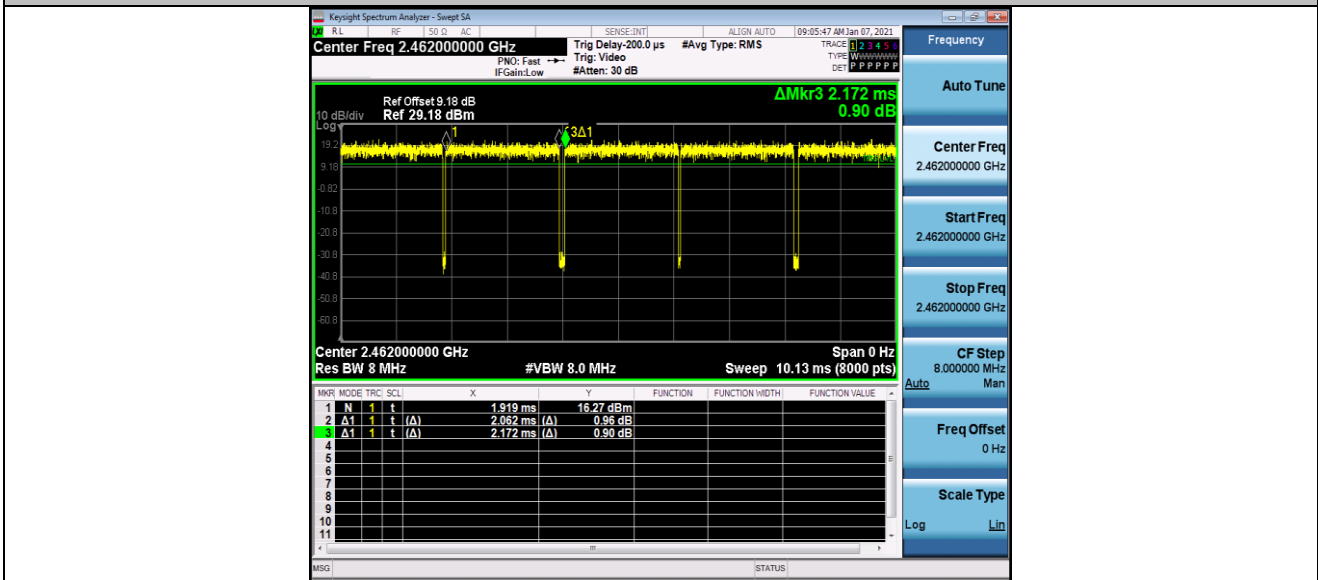 Keysight Spectrum Analyzer - Swept SA
RL RF 50 Ω AC SENSE:INT ALIGN AUTO 09:05:47 AM Jan 07, 2021
Center Freq 2.462000000 GHz Trig Delay-200.0 µs #Avg Type: RMS TRACE 1 2 3 4 5 6
PNO: Fast Trig: Video TYPE WWWWWW
IFGain:Low #Atten: 30 dB DET P P P P P P
Frequency
Auto Tune
ΔMkr3 2.172 ms
Ref Offset 9.18 dB
0.90 dB
10 dB/div Ref 29.18 dBm
Log
1 3Δ1
19.2
9.18
-0.82
-10.8
-20.8
-30.8
-40.8
-50.8
-60.8
Center 2.462000000 GHz Span 0 Hz
Res BW 8 MHz #VBW 8.0 MHz Sweep 10.13 ms (8000 pts)
Center Freq
2.462000000 GHz
Start Freq
2.462000000 GHz
Stop Freq
2.462000000 GHz
CF Step
8.000000 MHz
Auto Man
Freq Offset
0 Hz
Scale Type
Log Lin
MKR MODE TRC SCL X Y FUNCTION FUNCTION WIDTH FUNCTION VALUE
1 N 1 t 1.919 ms 16.27 dBm
2 Δ1 1 t (Δ) 2.062 ms (Δ) 0.96 dB
3 Δ1 1 t (Δ) 2.172 ms (Δ) 0.90 dB
4
5
6
7
8
9
10
11
MSG STATUS